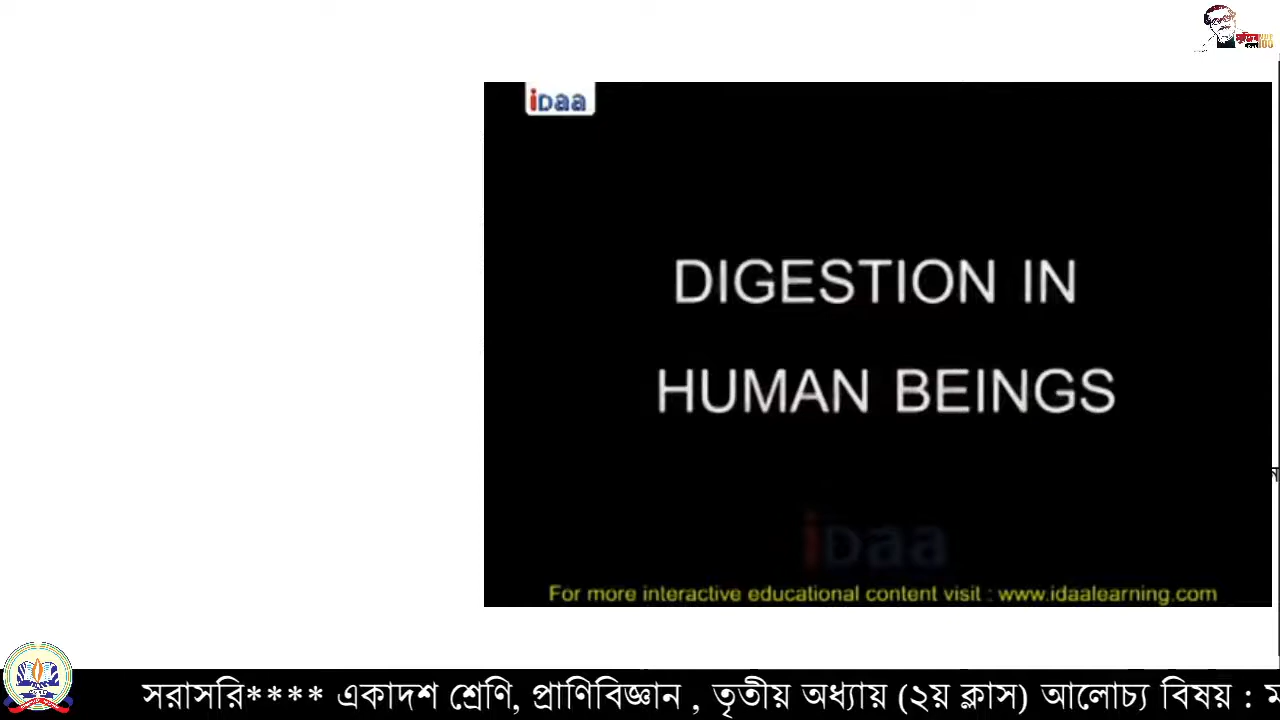 iDaa
DIGESTION IN
HUMAN BEINGS
iDaa
For more interactive educational content visit : www.idaalearning.com
সরাসরি**** একাদশ শ্রেণি, প্রাণিবিজ্ঞান , তৃতীয় অধ্যায় (২য় ক্লাস) আলোচ্য বিষয় :